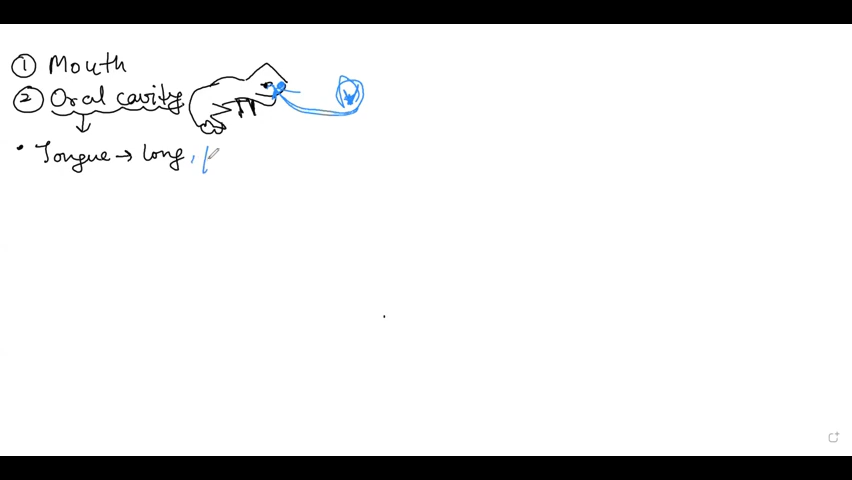 ① Mouth
② Oral cavity
• Tongue → long,